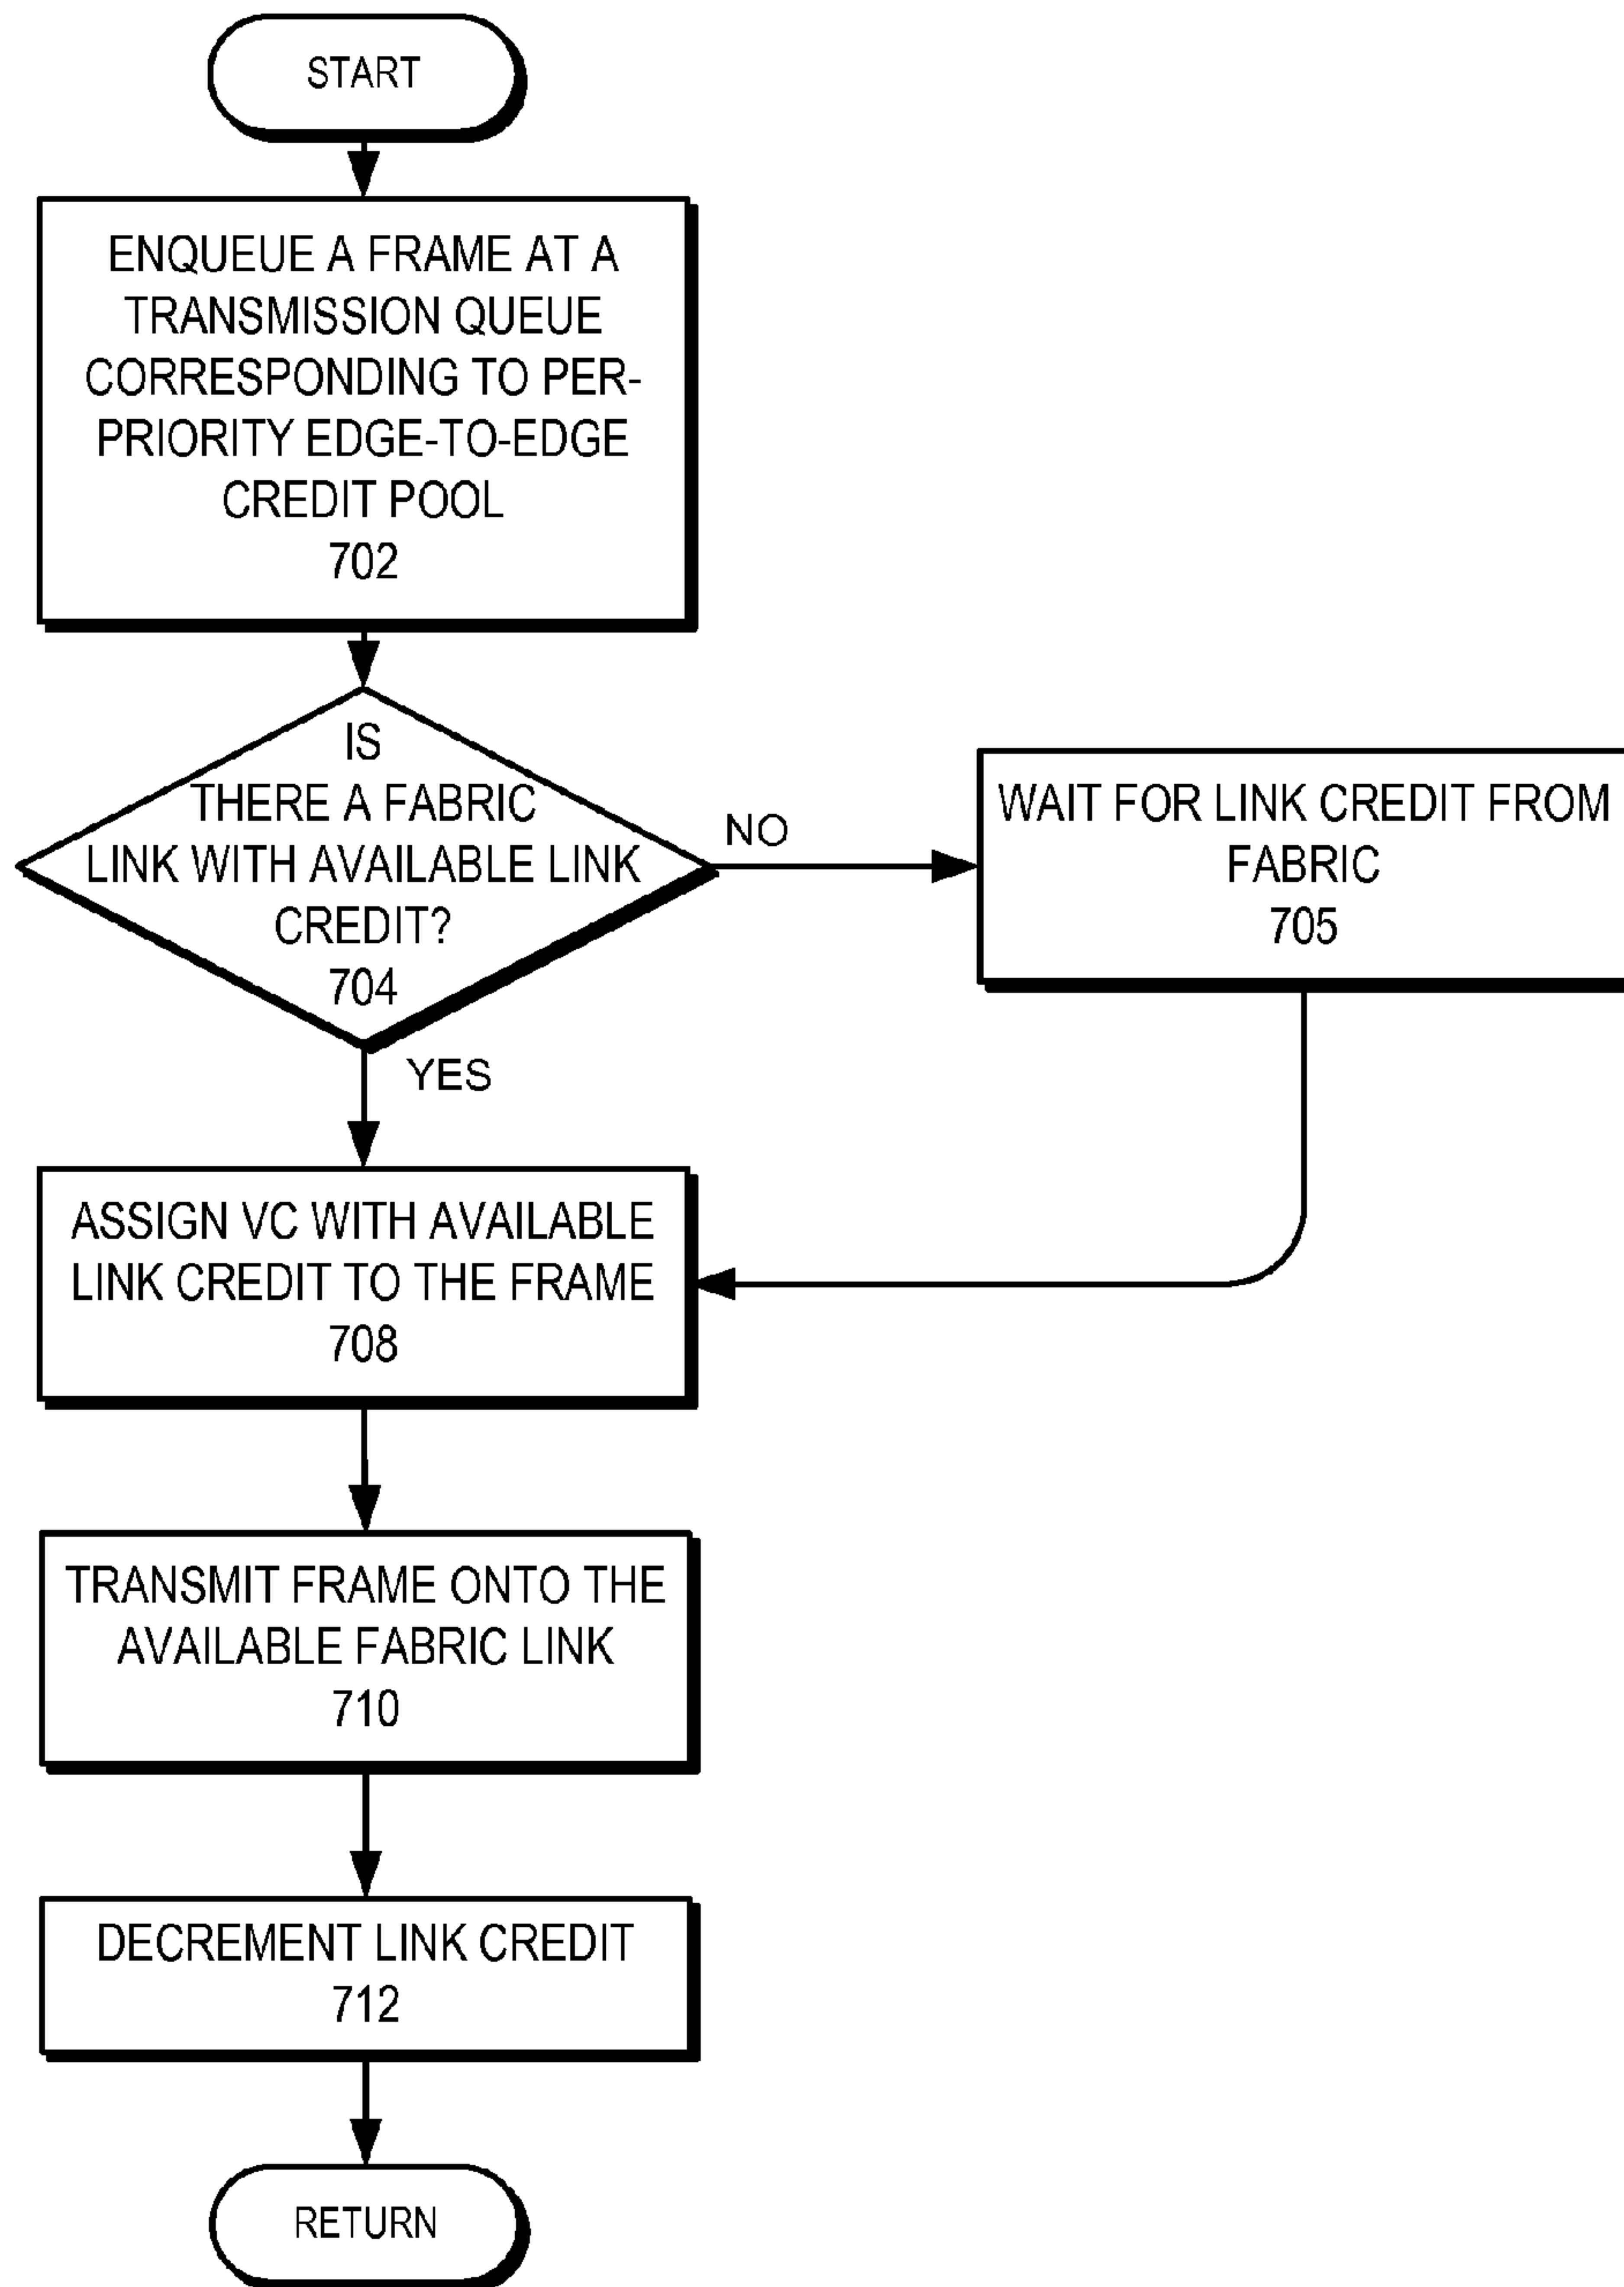 START
ENQUEUE A FRAME AT A
TRANSMISSION QUEUE
CORRESPONDING TO PER-
PRIORITY EDGE-TO-EDGE
CREDIT POOL
702
IS
THERE A FABRIC
LINK WITH AVAILABLE LINK
CREDIT?
704
NO
WAIT FOR LINK CREDIT FROM
FABRIC
705
YES
ASSIGN VC WITH AVAILABLE
LINK CREDIT TO THE FRAME
708
TRANSMIT FRAME ONTO THE
AVAILABLE FABRIC LINK
710
DECREMENT LINK CREDIT
712
RETURN